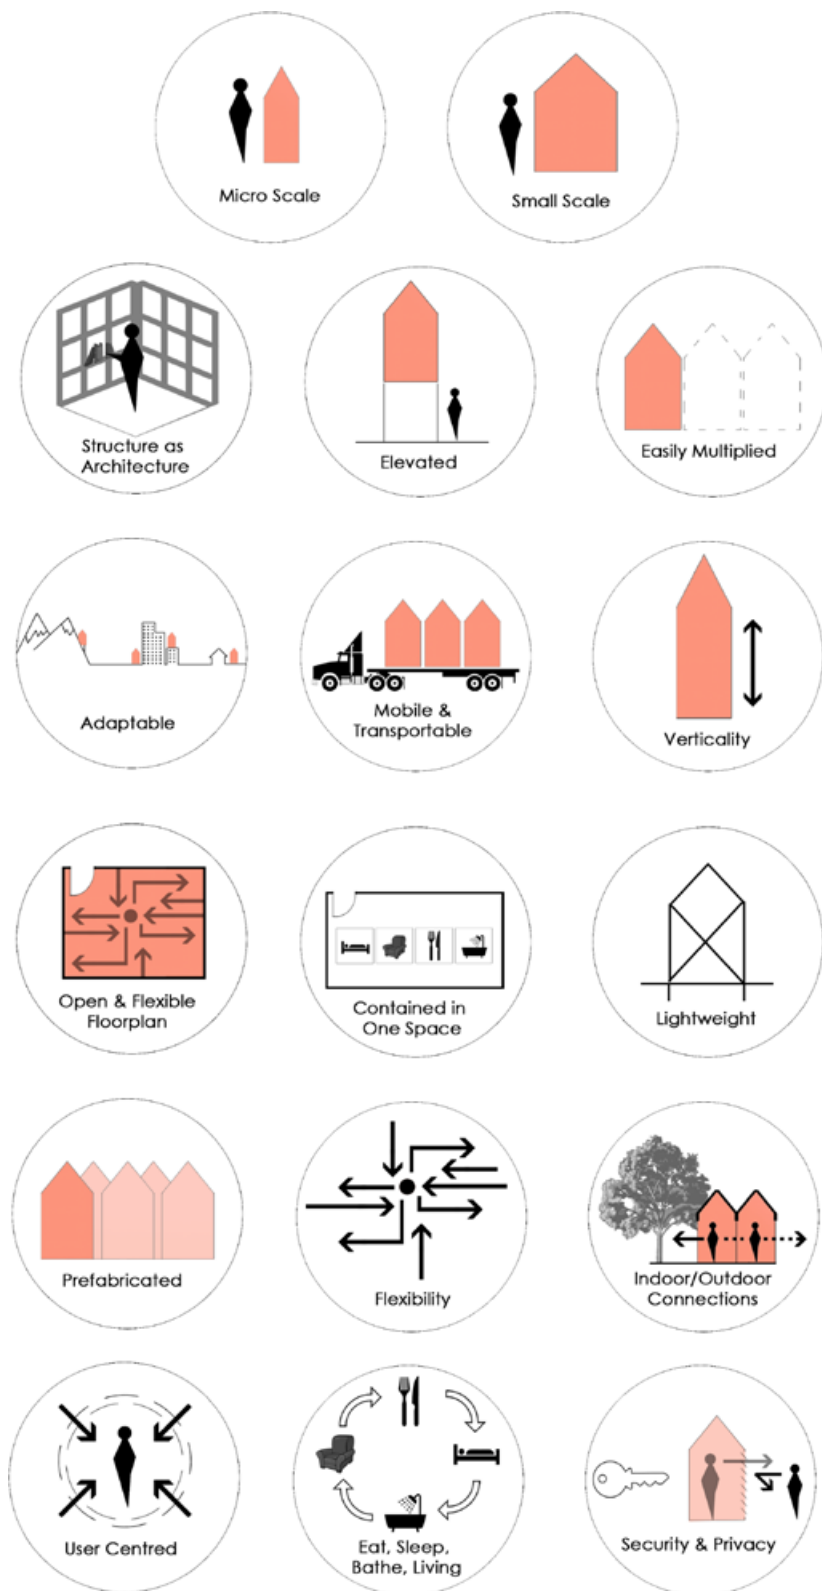 Micro Scale
Small Scale
Structure as
Architecture
Elevated
Easily Multiplied
Adaptable
Mobile &
Transportable
Verticality
Open & Flexible
Floorplan
Contained in
One Space
Lightweight
Prefabricated
Flexibility
Indoor/Outdoor
Connections
User Centred
Eat, Sleep,
Bathe, Living
Security & Privacy